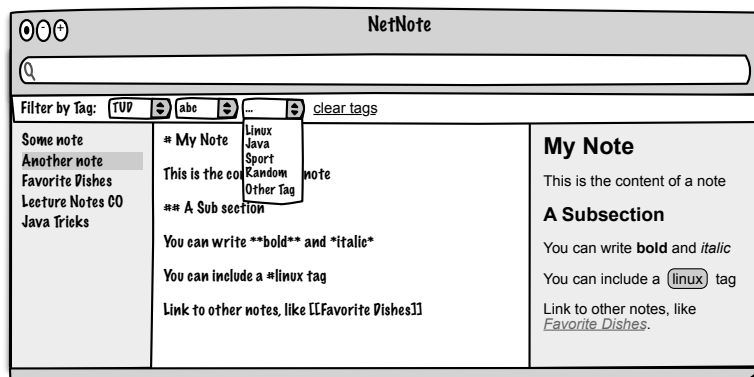 NetNote
Filter by Tag: TUD abc ... clear tags
Some note
Another note
Favorite Dishes
Lecture Notes CO
Java Tricks
# My Note
This is the co note
## A Sub section
You can write **bold** and *italic*
You can include a #linux tag
Link to other notes, like [[Favorite Dishes]]
Linux
Java
Sport
Random
Other Tag
My Note
This is the content of a note
A Subsection
You can write bold and italic
You can include a linux tag
Link to other notes, like
Favorite Dishes.